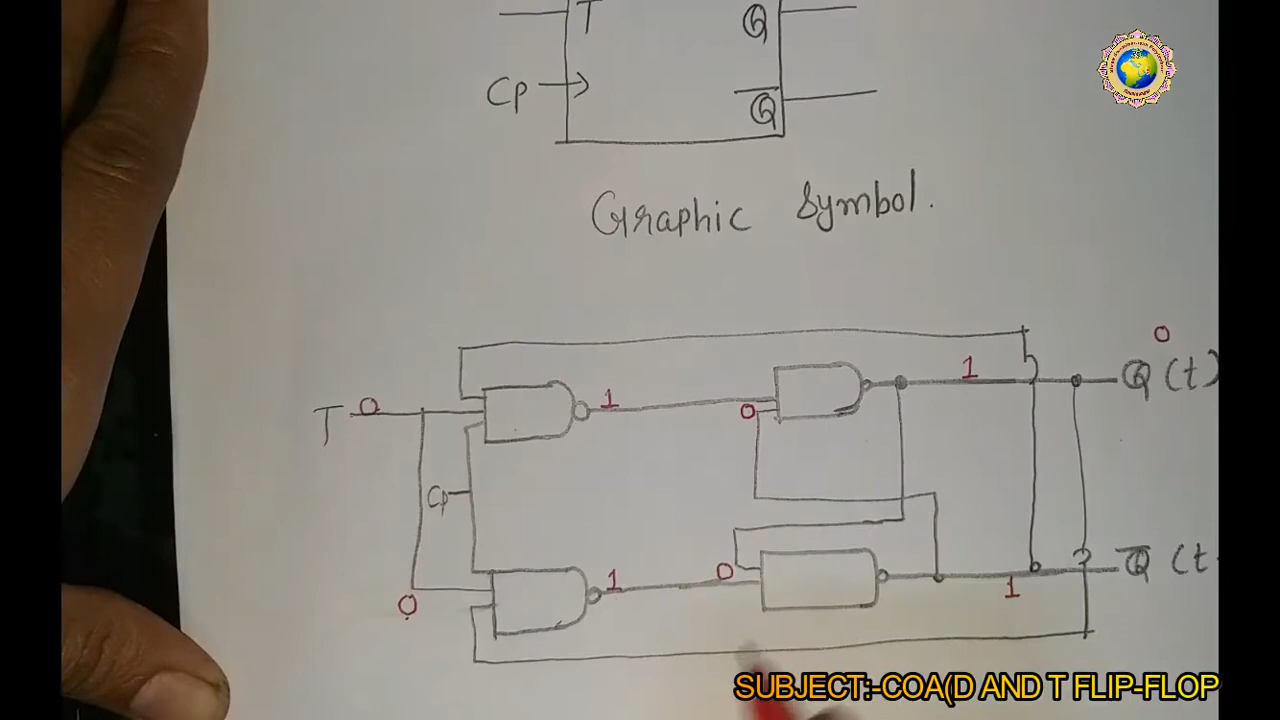 T Q
Cp Q̅
Graphic Symbol.
0
1
Q(t)
T 0 1 0
Cp
0 1 0 1 Q̅(t
SUBJECT:-COA(D AND T FLIP-FLOP